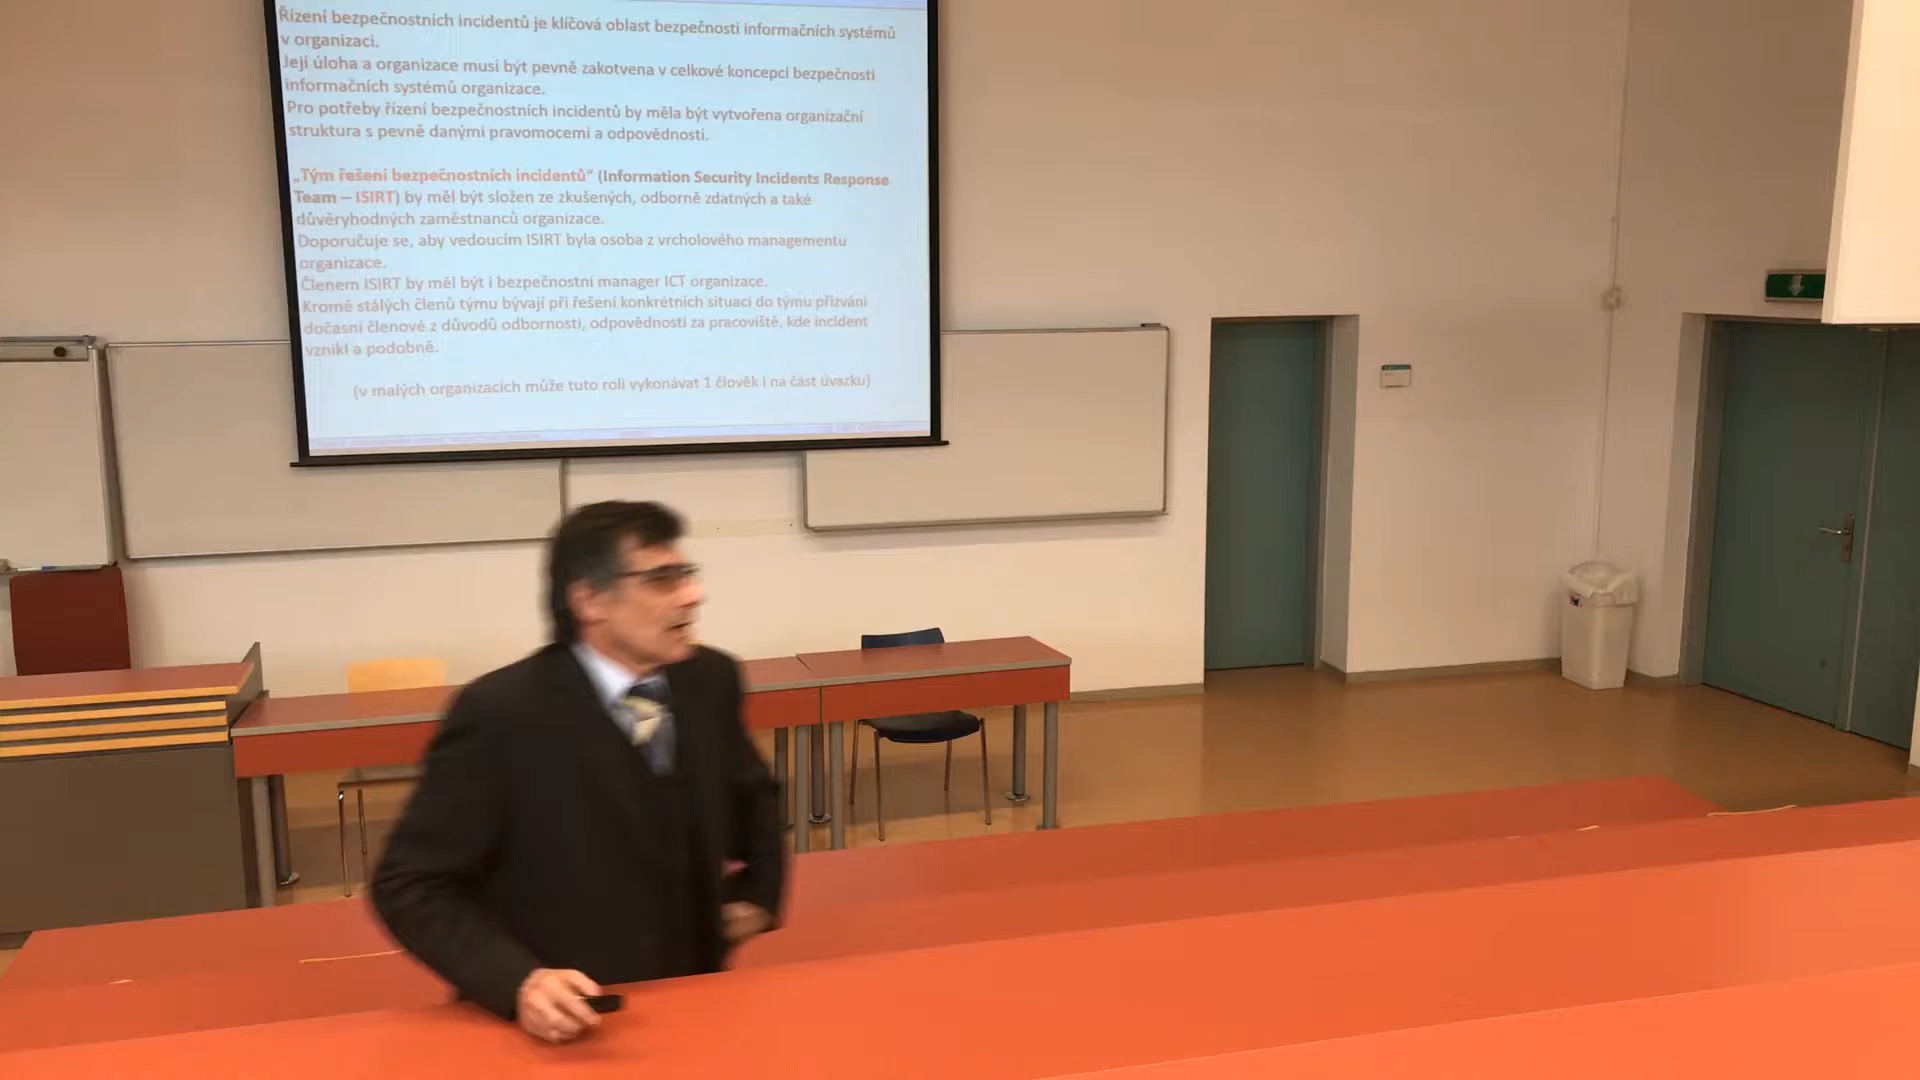 Řízení bezpečnostních incidentů je klíčová oblast bezpečnosti informačních systémů
v organizaci.
Její úloha a organizace musí být pevně zakotvena v celkové koncepci bezpečnosti
informačních systémů organizace.
Pro potřeby řízení bezpečnostních incidentů by měla být vytvořena organizační
struktura s pevně danými pravomocemi a odpovědností.
„Tým řešení bezpečnostních incidentů“ (Information Security Incidents Response
Team – ISIRT) by měl být složen ze zkušených, odborně zdatných a také
důvěryhodných zaměstnanců organizace.
Doporučuje se, aby vedoucím ISIRT byla osoba z vrcholového managementu
organizace.
Členem ISIRT by měl být i bezpečnostní manager ICT organizace.
Kromě stálých členů týmu bývají při řešení konkrétních situací do týmu přizváni
dočasní členové z důvodů odbornosti, odpovědnosti za pracoviště, kde incident
vznikl a podobně.
(v malých organizacích může tuto roli vykonávat 1 člověk i na část úvazku)